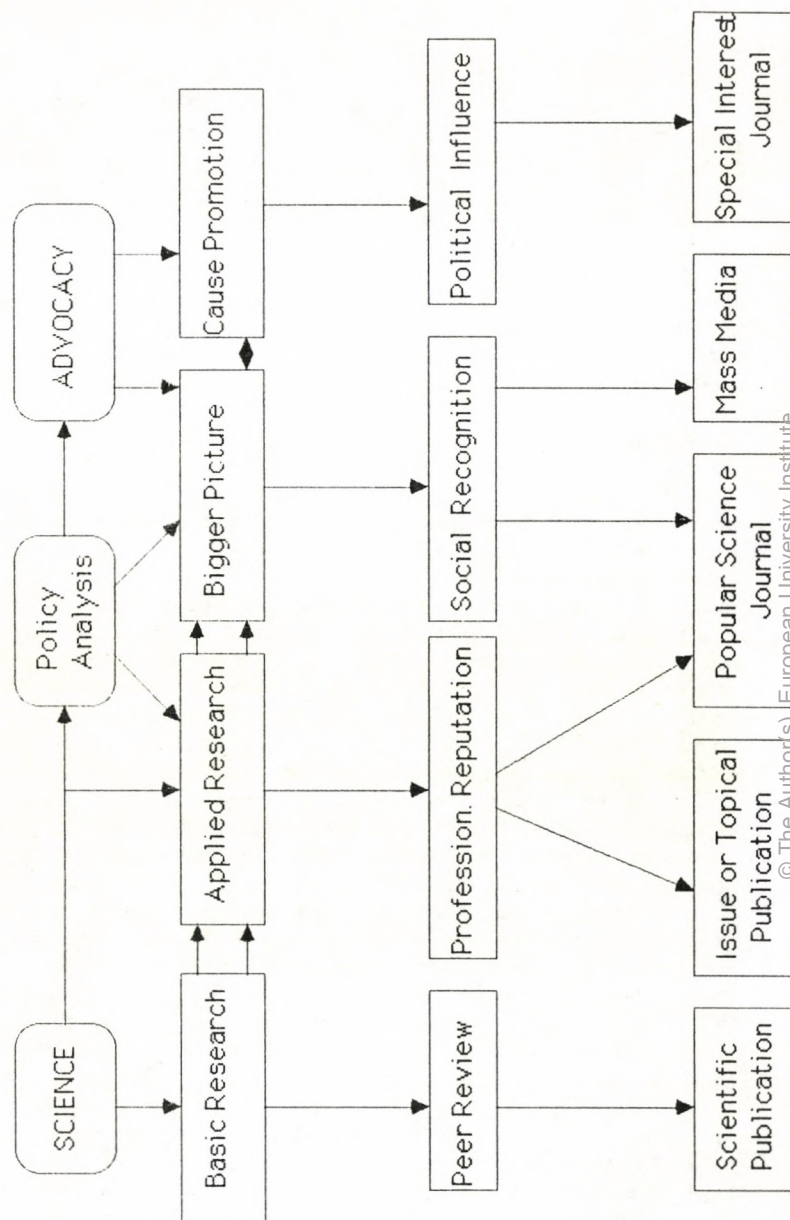 SCIENCE
Policy
Analysis
ADVOCACY
Basic Research
Applied Research
Bigger Picture
Cause Promotion
Peer Review
Profession. Reputation
Social Recognition
Political Influence
Scientific
Publication
Issue or Topical
Publication
Popular Science
Journal
Mass Media
Special Interest
Journal
© The Author(s). European University Institute.